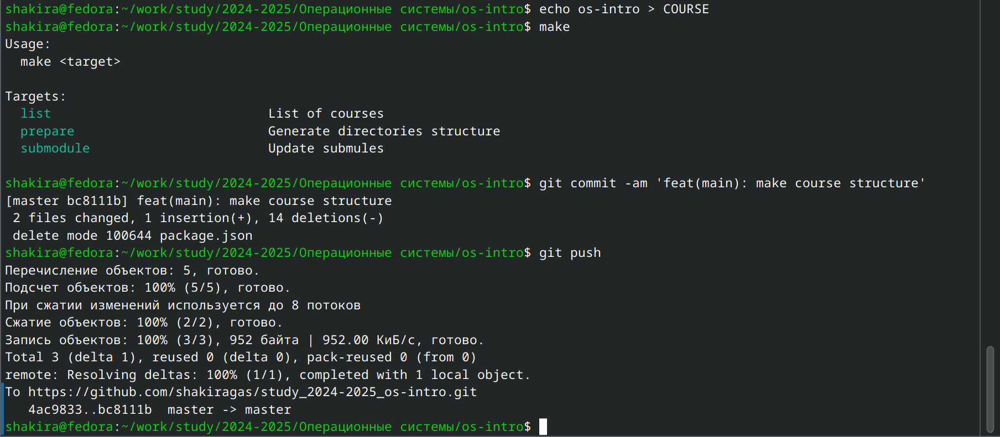 shakira@fedora:~/work/study/2024-2025/Операционные системы/os-intro$ echo os-intro > COURSE
shakira@fedora:~/work/study/2024-2025/Операционные системы/os-intro$ make
Usage:
  make <target>

Targets:
  list                            List of courses
  prepare                         Generate directories structure
  submodule                       Update submules

shakira@fedora:~/work/study/2024-2025/Операционные системы/os-intro$ git commit -am 'feat(main): make course structure'
[master bc8111b] feat(main): make course structure
 2 files changed, 1 insertion(+), 14 deletions(-)
 delete mode 100644 package.json
shakira@fedora:~/work/study/2024-2025/Операционные системы/os-intro$ git push
Перечисление объектов: 5, готово.
Подсчет объектов: 100% (5/5), готово.
При сжатии изменений используется до 8 потоков
Сжатие объектов: 100% (2/2), готово.
Запись объектов: 100% (3/3), 952 байта | 952.00 КиБ/с, готово.
Total 3 (delta 1), reused 0 (delta 0), pack-reused 0 (from 0)
remote: Resolving deltas: 100% (1/1), completed with 1 local object.
To https://github.com/shakiragas/study_2024-2025_os-intro.git
   4ac9833..bc8111b  master -> master
shakira@fedora:~/work/study/2024-2025/Операционные системы/os-intro$